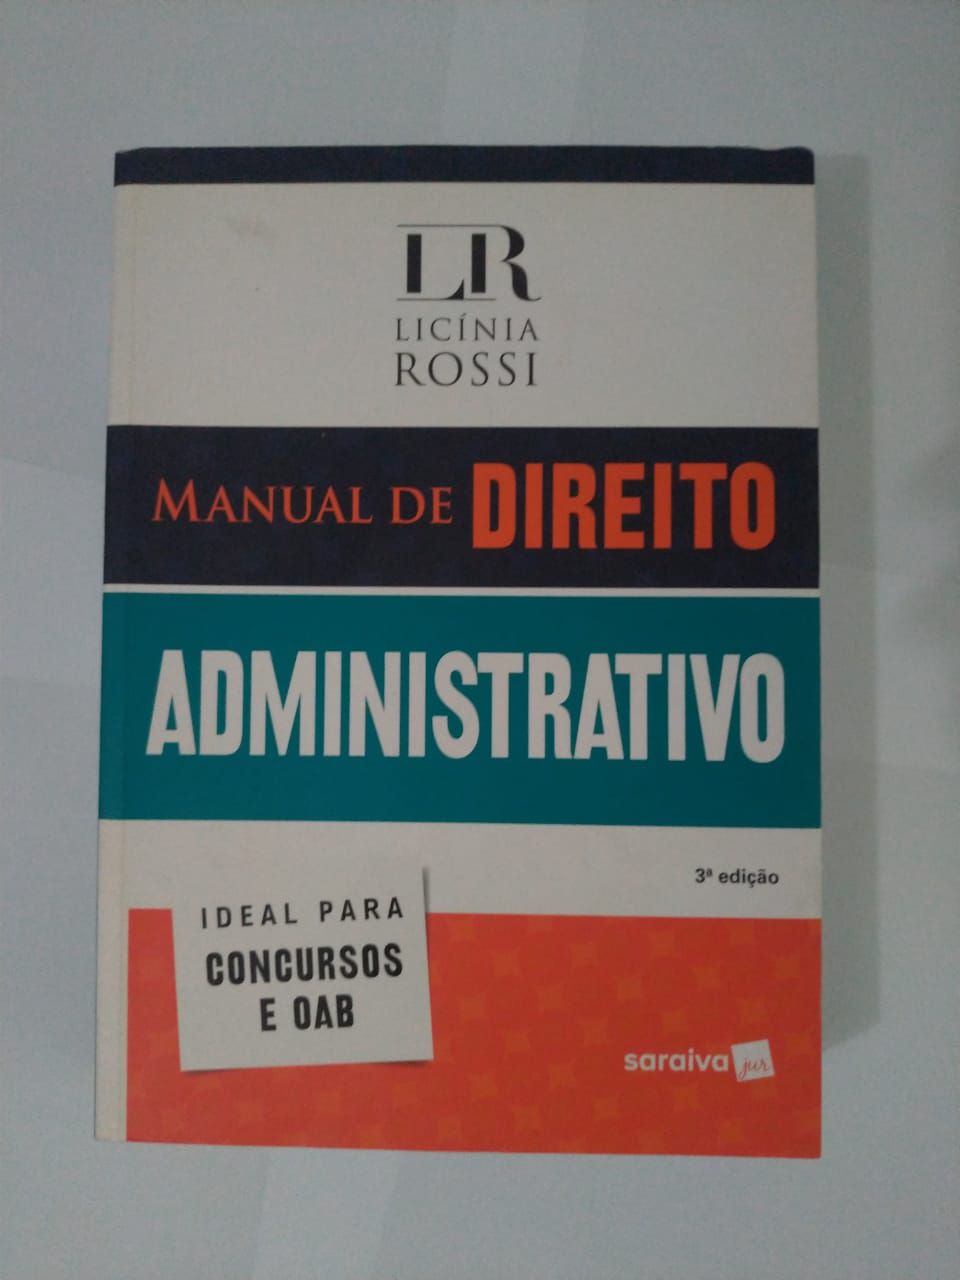 LR
LICÍNIA
ROSSI
MANUAL DE DIREITO
ADMINISTRATIVO
3ª edição
IDEAL PARA
CONCURSOS
E OAB
saraiva jur